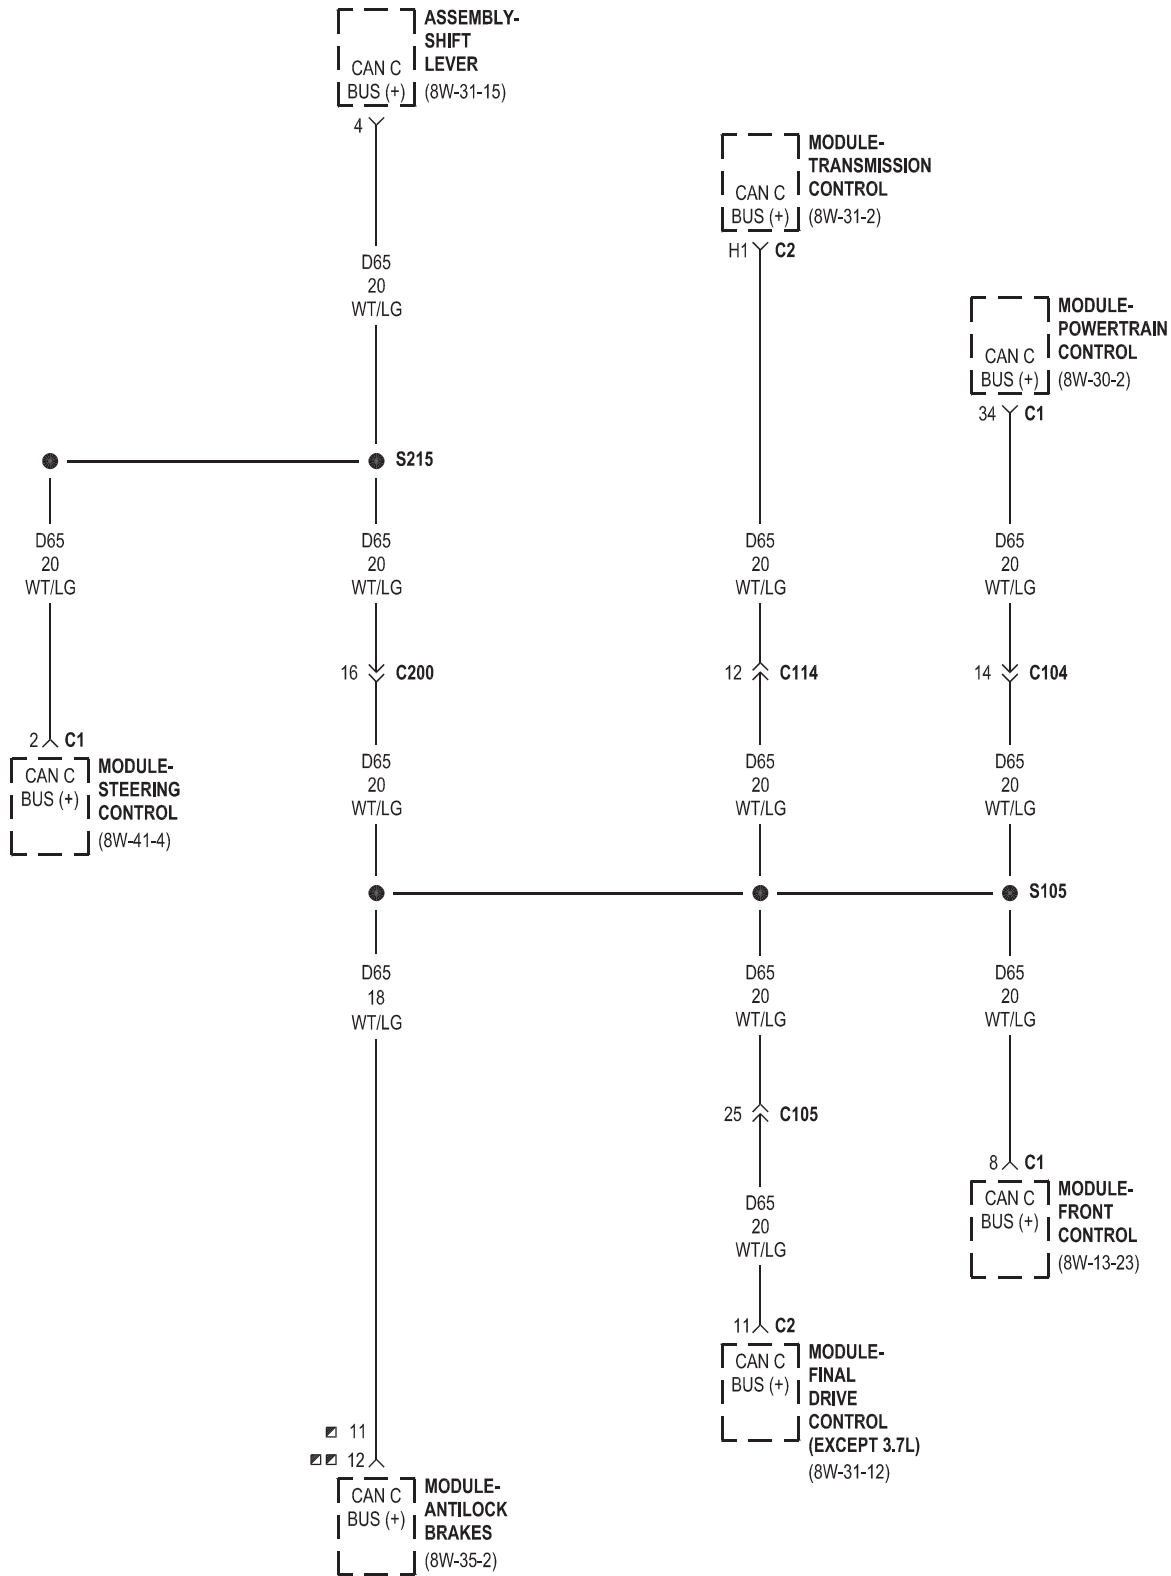 ASSEMBLY-
SHIFT
LEVER
(8W-31-15)
CAN C
BUS (+)
4
D65
20
WT/LG
MODULE-
TRANSMISSION
CONTROL
(8W-31-2)
CAN C
BUS (+)
H1 C2
MODULE-
POWERTRAIN
CONTROL
(8W-30-2)
CAN C
BUS (+)
34 C1
S215
D65
20
WT/LG
D65
20
WT/LG
D65
20
WT/LG
D65
20
WT/LG
16 C200
12 C114
14 C104
2 C1
CAN C
BUS (+)
MODULE-
STEERING
CONTROL
(8W-41-4)
D65
20
WT/LG
D65
20
WT/LG
D65
20
WT/LG
S105
D65
18
WT/LG
D65
20
WT/LG
D65
20
WT/LG
25 C105
8 C1
CAN C
BUS (+)
MODULE-
FRONT
CONTROL
(8W-13-23)
D65
20
WT/LG
11 C2
CAN C
BUS (+)
MODULE-
FINAL
DRIVE
CONTROL
(EXCEPT 3.7L)
(8W-31-12)
11
12
CAN C
BUS (+)
MODULE-
ANTILOCK
BRAKES
(8W-35-2)